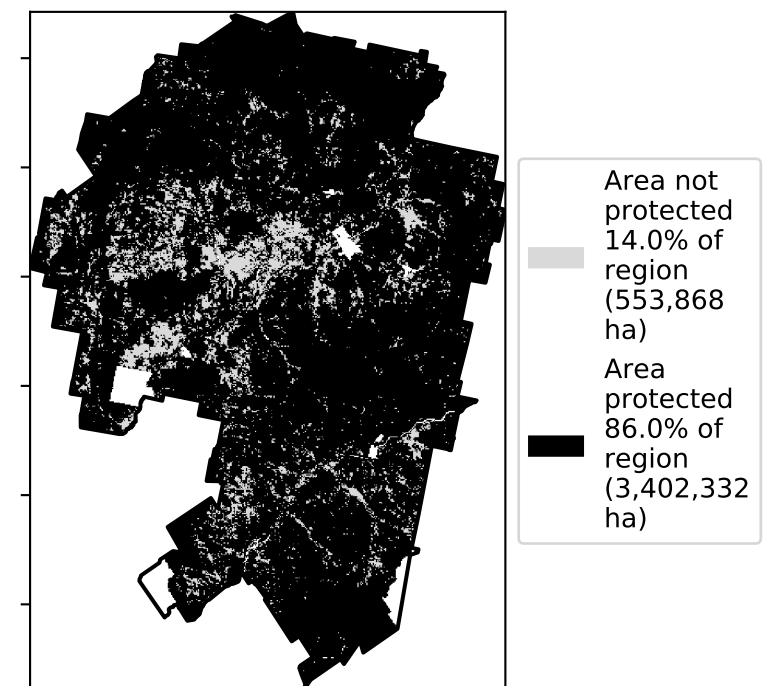 Area not
protected
14.0% of
region
(553,868
ha)
Area
protected
86.0% of
region
(3,402,332
ha)